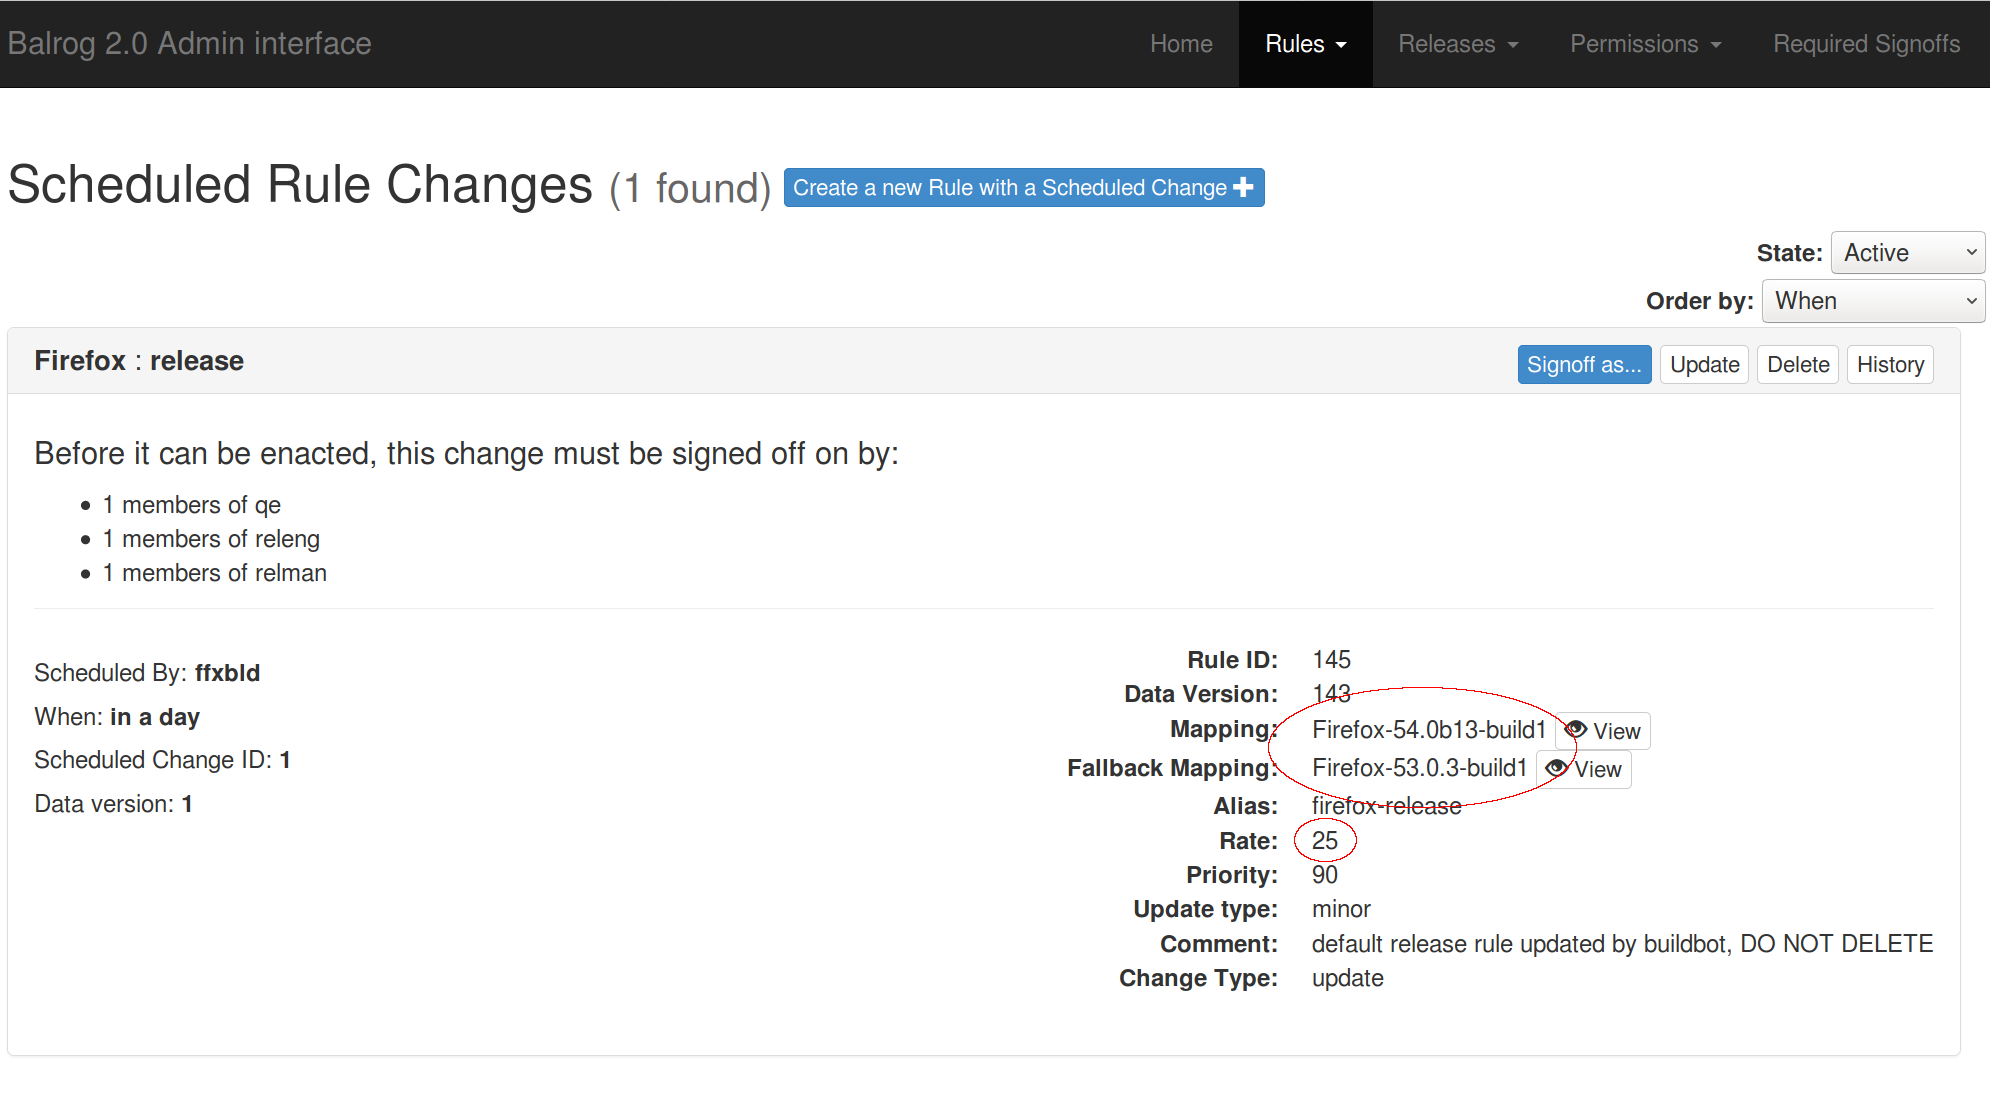 Balrog 2.0 Admin interface Home Rules Releases Permissions Required Signoffs
Scheduled Rule Changes (1 found) Create a new Rule with a Scheduled Change
State: Active
Order by: When
Firefox : release Signoff as... Update Delete History
Before it can be enacted, this change must be signed off on by:
1 members of qe
1 members of releng
1 members of relman
Scheduled By: ffxbld
When: in a day
Scheduled Change ID: 1
Data version: 1
Rule ID: 145
Data Version: 143
Mapping: Firefox-54.0b13-build1 View
Fallback Mapping: Firefox-53.0.3-build1 View
Alias: firefox-release
Rate: 25
Priority: 90
Update type: minor
Comment: default release rule updated by buildbot, DO NOT DELETE
Change Type: update